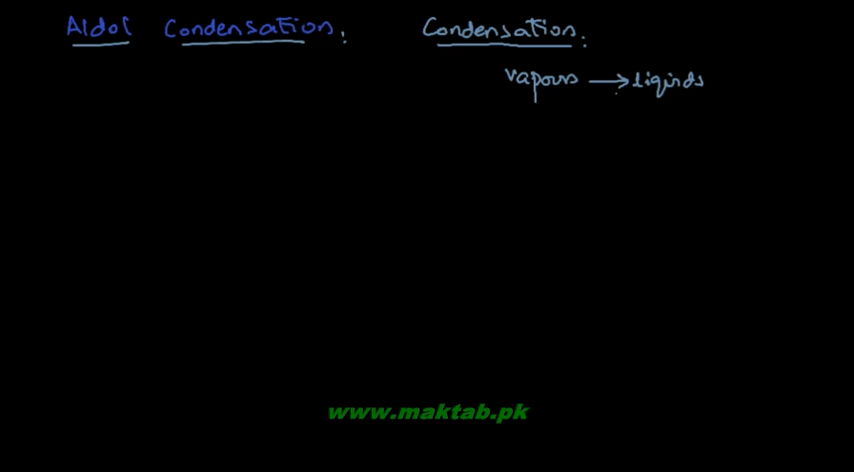 Aldol Condensation:
Condensation:
vapours → liquids
www.maktab.pk